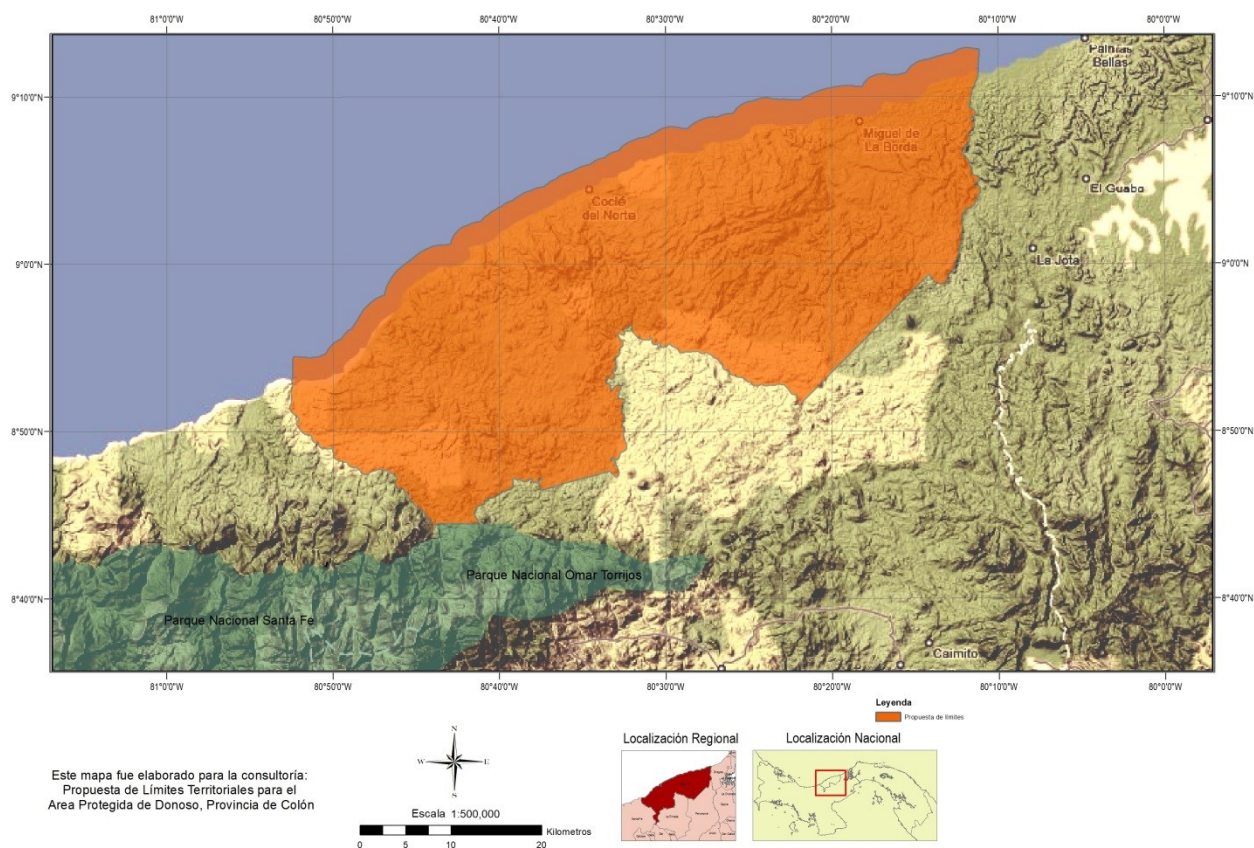 81°0'0"W 80°50'0"W 80°40'0"W 80°30'0"W 80°20'0"W 80°10'0"W 80°0'0"W
Palmas
Bellas
9°10'0"N 9°10'0"N
Miguel de
La Borda
El Guabo
Coclé
del Norte
La Jota
9°0'0"N 9°0'0"N
8°50'0"N 8°50'0"N
Parque Nacional Omar Torrijos
8°40'0"N 8°40'0"N
Parque Nacional Santa Fe
Caimito
81°0'0"W 80°50'0"W 80°40'0"W 80°30'0"W 80°20'0"W 80°10'0"W 80°0'0"W
Leyenda
Propuesta de límites
Localización Regional
Localización Nacional
N
W E
S
Este mapa fue elaborado para la consultoría:
Propuesta de Límites Territoriales para el
Area Protegida de Donoso, Provincia de Colón
Escala 1:500,000
Kilometros
0 5 10 20